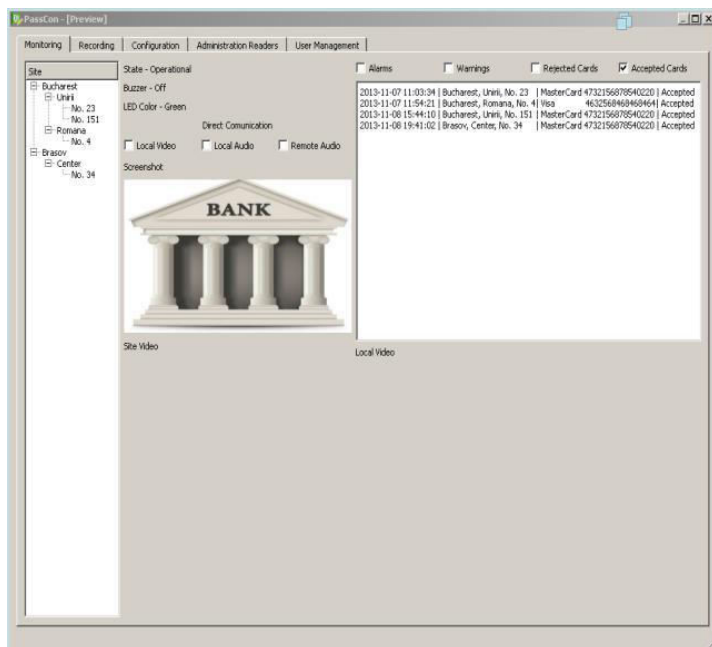 PassCon - [Preview]
Monitoring Recording Configuration Administration Readers User Management
Site
Bucharest
Unirii
No. 23
No. 151
Romana
No. 4
Brasov
Center
No. 34
State - Operational
Buzzer - Off
LED Color - Green
Direct Comunication
Local Video Local Audio Remote Audio
Screenshot
BANK
Site Video
Alarms Warnings Rejected Cards Accepted Cards
2013-11-07 11:03:34 | Bucharest, Unirii, No. 23 | MasterCard 4732156878540220 | Accepted
2013-11-07 11:54:21 | Bucharest, Romana, No. 4| Visa 4632568468468464| Accepted
2013-11-08 15:44:10 | Bucharest, Unirii, No. 151 | MasterCard 4732156878540220 | Accepted
2013-11-08 19:41:02 | Brasov, Center, No. 34 | MasterCard 4732156878540220 | Accepted
Local Video